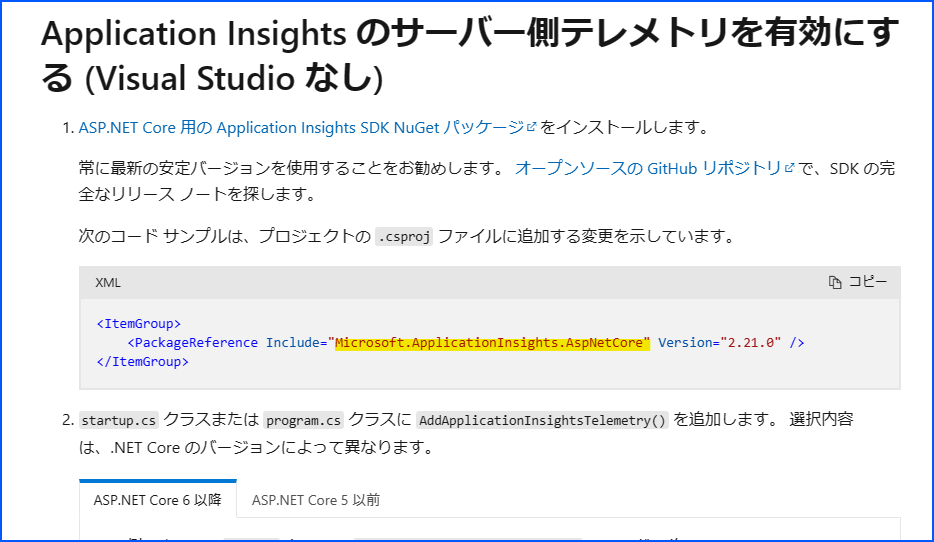 Application Insights のサーバー側テレメトリを有効にす
る (Visual Studio なし)
1. ASP.NET Core 用の Application Insights SDK NuGet パッケージ をインストールします。
常に最新の安定バージョンを使用することをお勧めします。 オープンソースの GitHub リポジトリ で、SDK の完
全なリリース ノートを探します。
次のコード サンプルは、プロジェクトの .csproj ファイルに追加する変更を示しています。
XML コピー
<ItemGroup>
    <PackageReference Include="Microsoft.ApplicationInsights.AspNetCore" Version="2.21.0" />
</ItemGroup>
2. startup.cs クラスまたは program.cs クラスに AddApplicationInsightsTelemetry() を追加します。 選択内容
は、.NET Core のバージョンによって異なります。
ASP.NET Core 6 以降 ASP.NET Core 5 以前